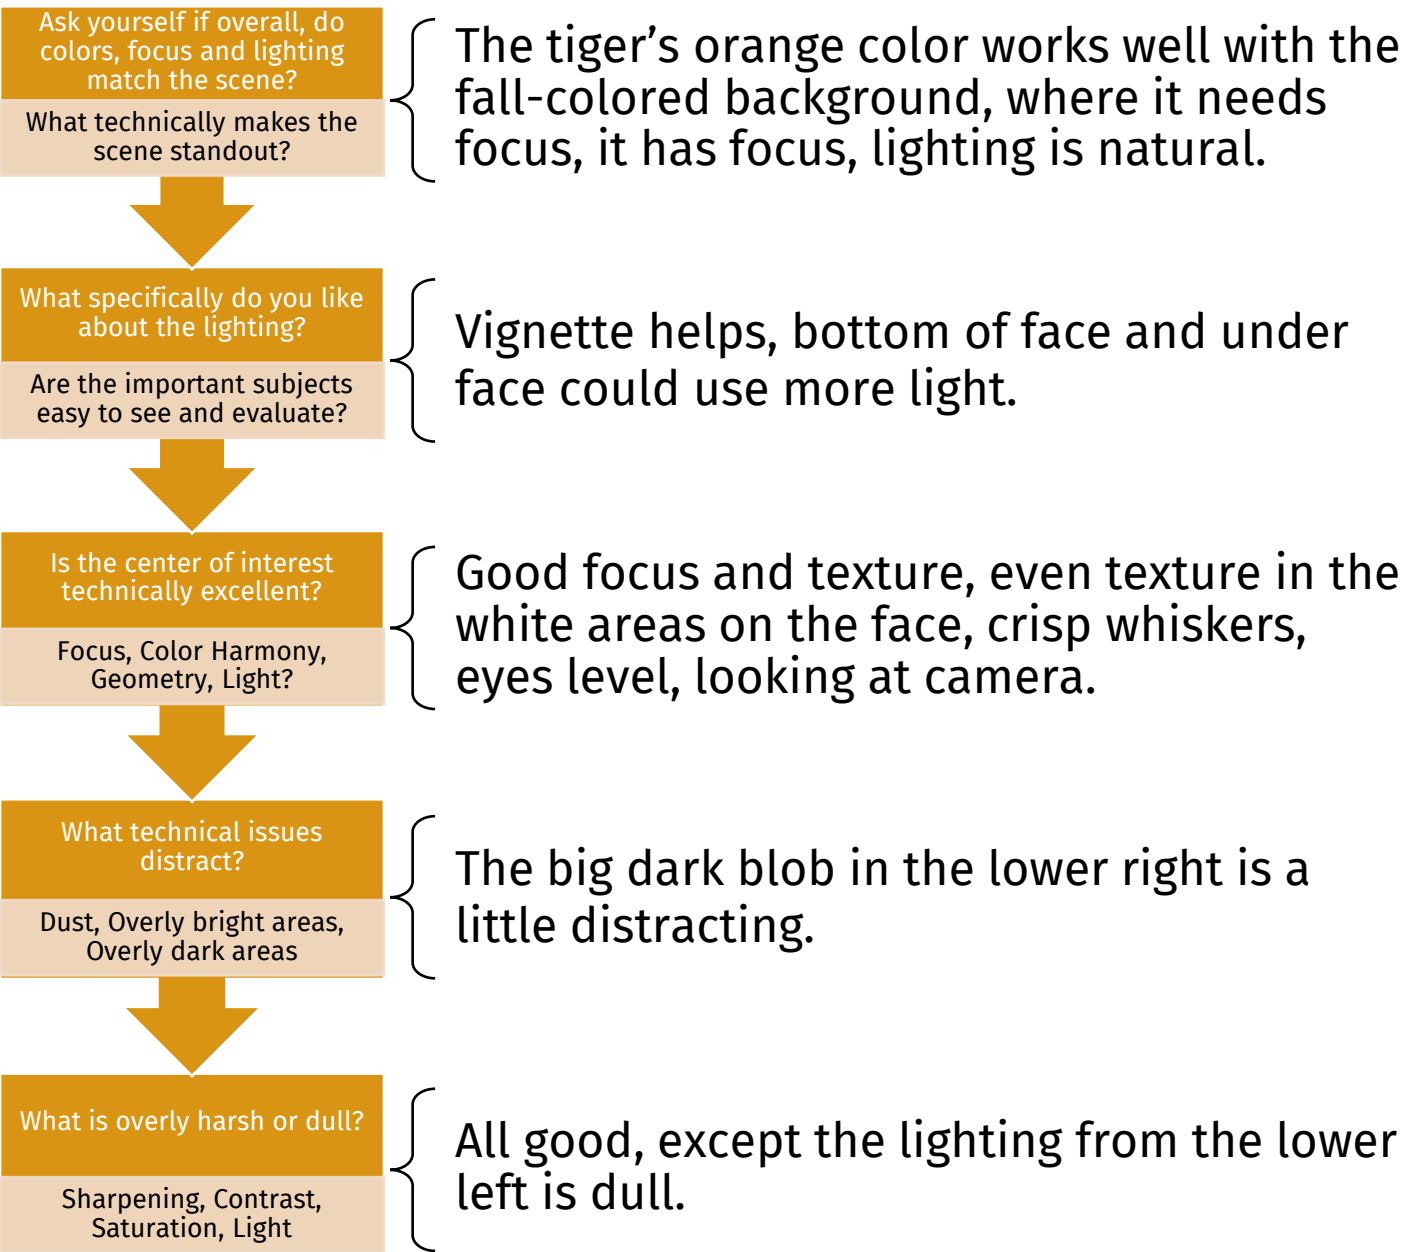 Ask yourself if overall, do
colors, focus and lighting
match the scene?
What technically makes the
scene standout?
The tiger’s orange color works well with the
fall-colored background, where it needs
focus, it has focus, lighting is natural.
What specifically do you like
about the lighting?
Are the important subjects
easy to see and evaluate?
Vignette helps, bottom of face and under
face could use more light.
Is the center of interest
technically excellent?
Focus, Color Harmony,
Geometry, Light?
Good focus and texture, even texture in the
white areas on the face, crisp whiskers,
eyes level, looking at camera.
What technical issues
distract?
Dust, Overly bright areas,
Overly dark areas
The big dark blob in the lower right is a
little distracting.
What is overly harsh or dull?
Sharpening, Contrast,
Saturation, Light
All good, except the lighting from the lower
left is dull.